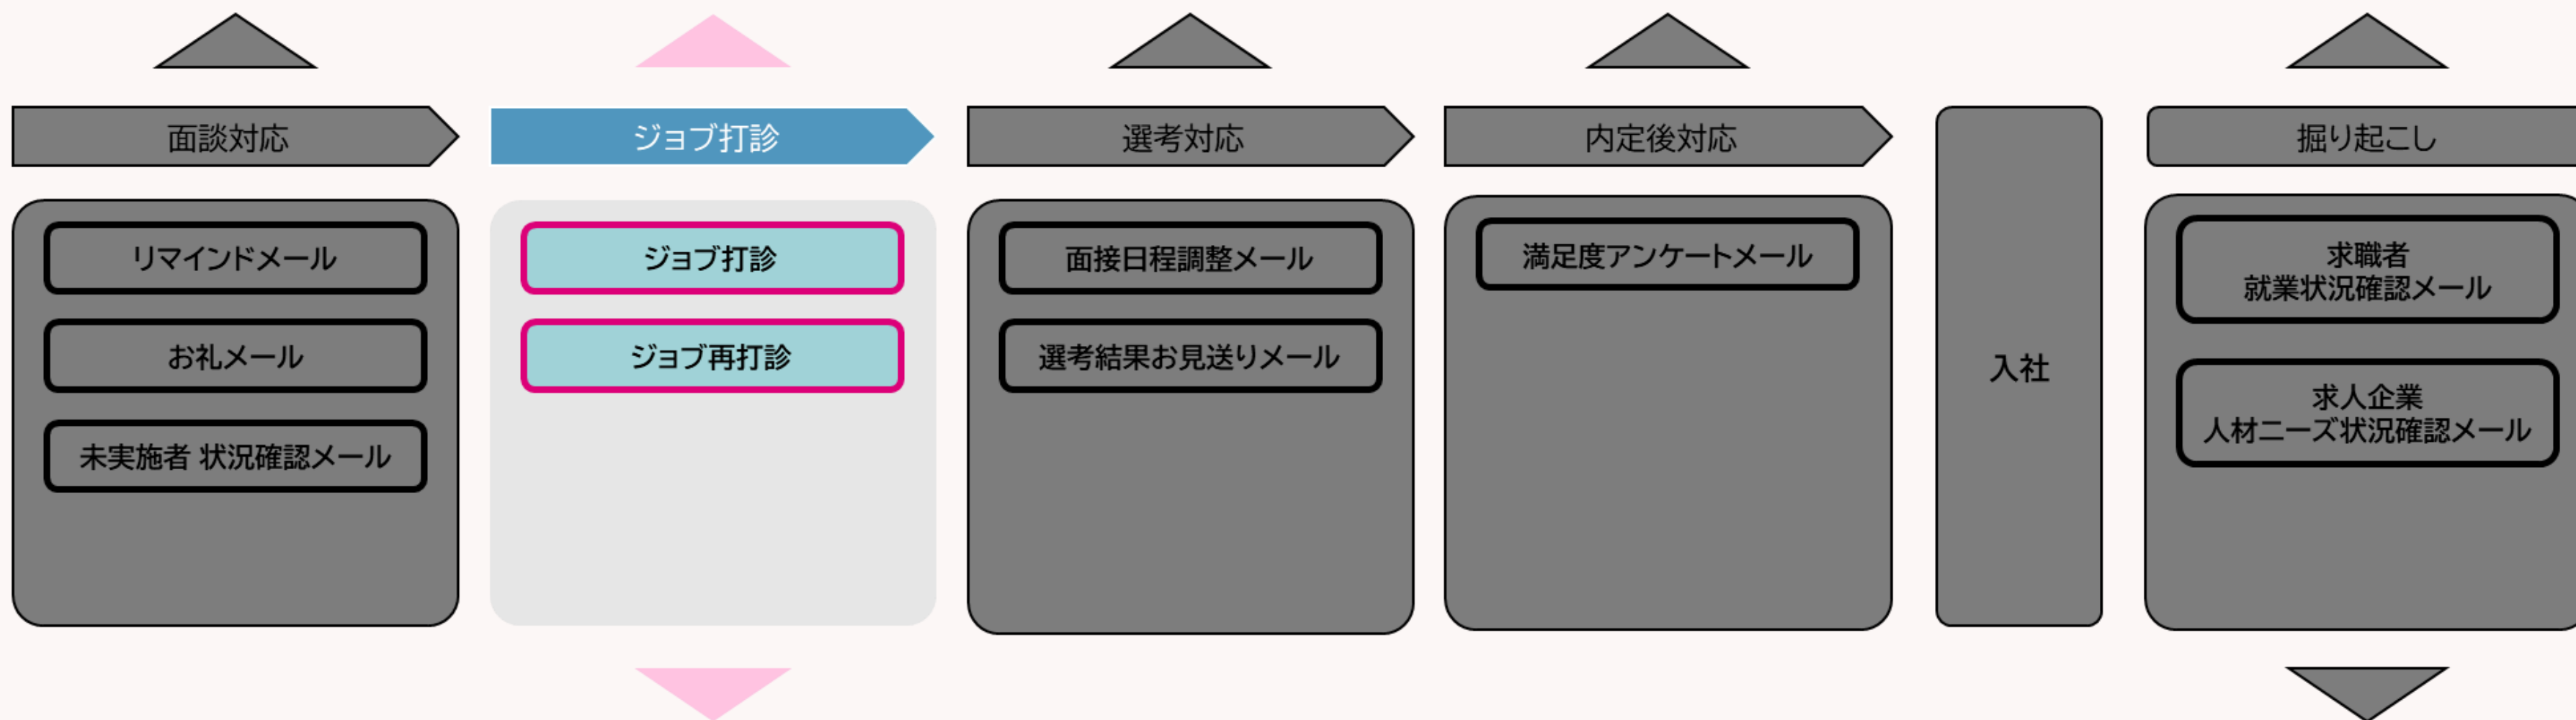 面談対応
ジョブ打診
選考対応
内定後対応
掘り起こし
リマインドメール
お礼メール
未実施者 状況確認メール
ジョブ打診
ジョブ再打診
面接日程調整メール
選考結果お見送りメール
満足度アンケートメール
入社
求職者
就業状況確認メール
求人企業
人材ニーズ状況確認メール